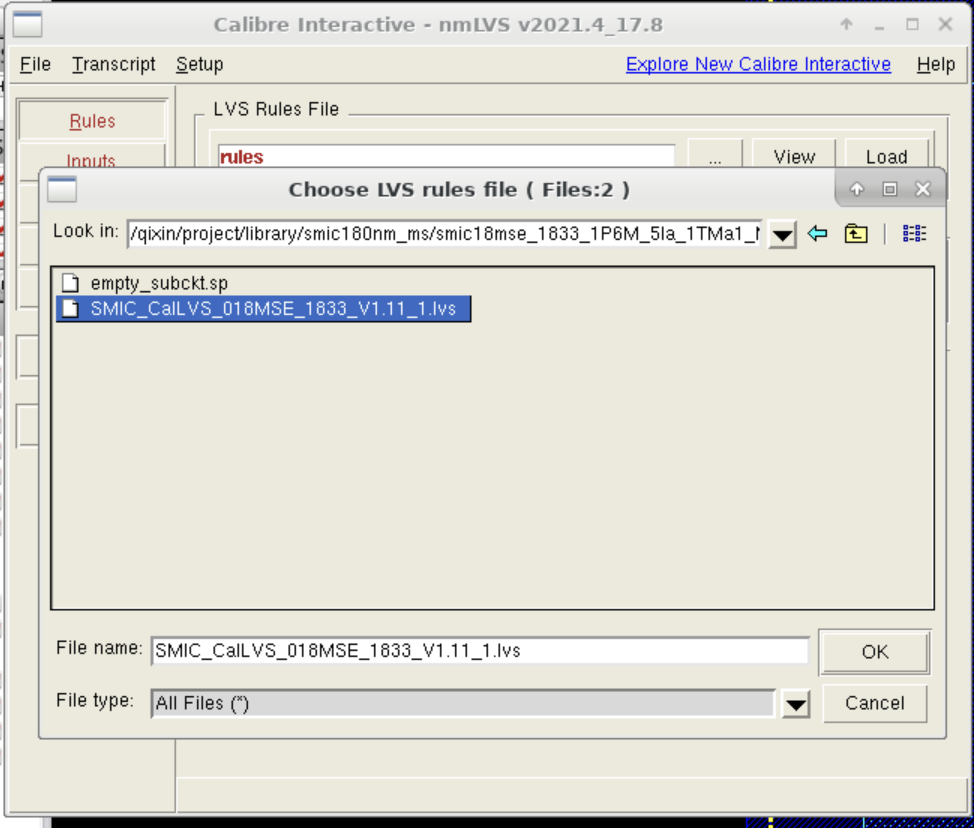 Calibre Interactive - nmLVS v2021.4_17.8
File Transcript Setup Explore New Calibre Interactive Help
Rules
LVS Rules File
Inputs
rules ... View Load
Choose LVS rules file ( Files:2 )
Look in: /qixin/project/library/smic180nm_ms/smic18mse_1833_1P6M_5Ia_1TMa1_
empty_subckt.sp
SMIC_CalLVS_018MSE_1833_V1.11_1.lvs
File name: SMIC_CalLVS_018MSE_1833_V1.11_1.lvs OK
File type: All Files (*) Cancel